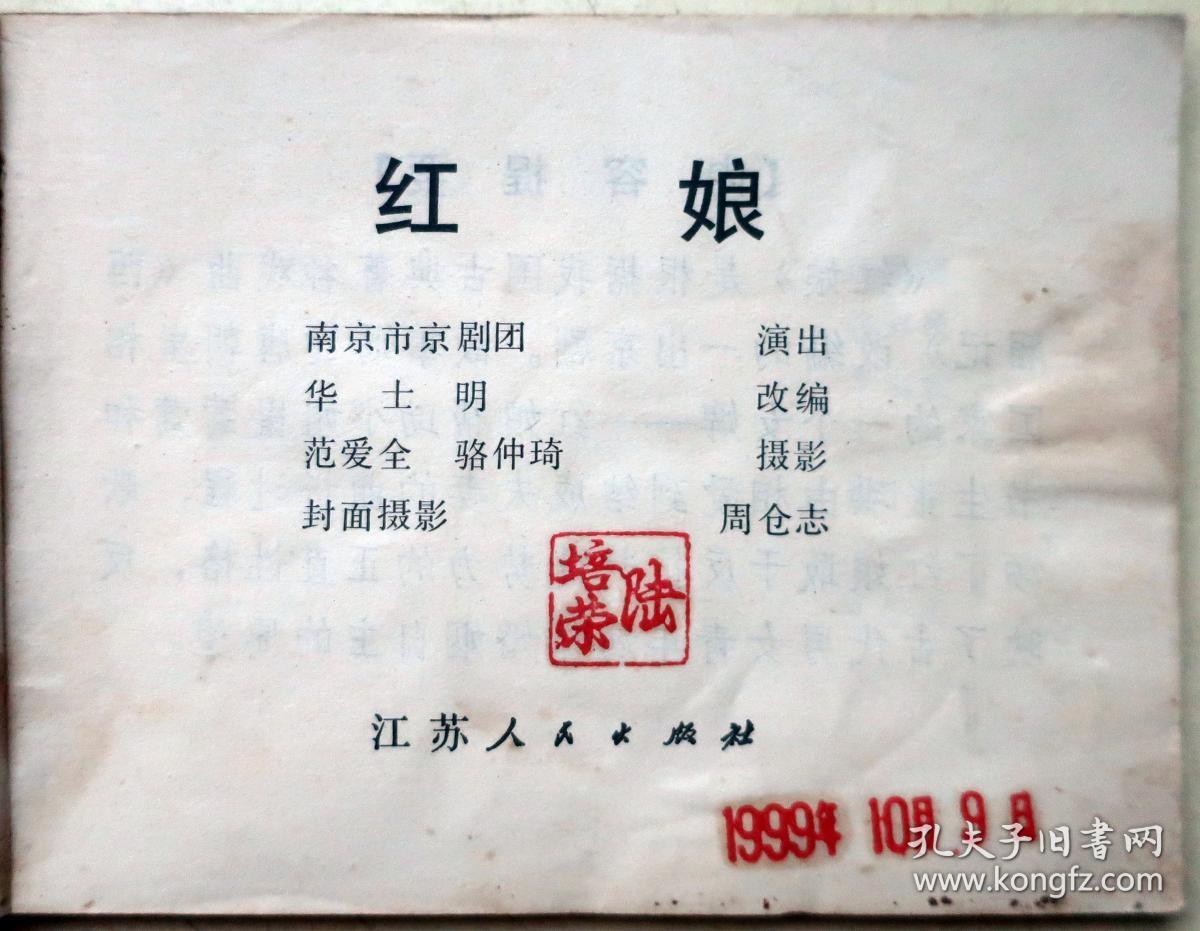 红 娘
南京市京剧团 演出
华士明 改编
范爱全 骆仲琦 摄影
封面摄影 周仓志
陆培荣
江苏人民出版社
1999年10月9日
孔夫子旧书网
www.kongfz.com